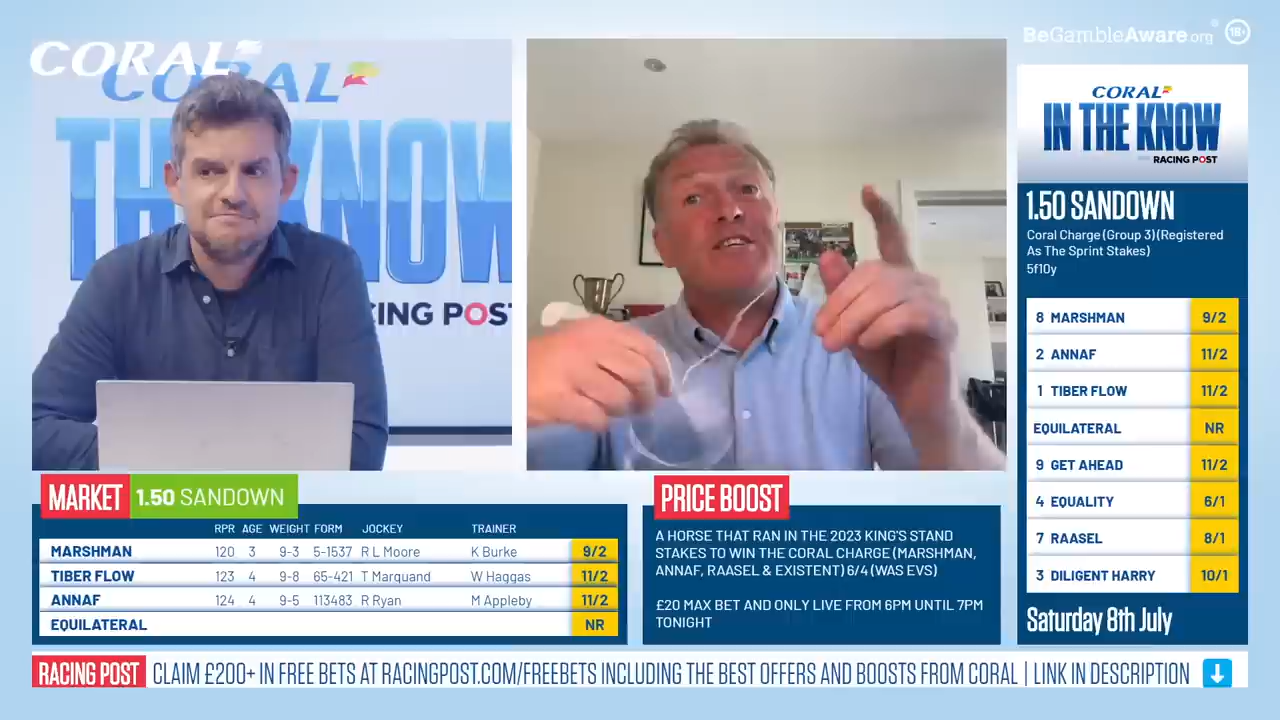 CORAL
BeGambleAware.org 18+
CORAL
TH KNOW
CING POS
CORAL
IN THE KNOW
RACING POST
1.50 SANDOWN
Coral Charge (Group 3) (Registered
As The Sprint Stakes)
5f10y
8 MARSHMAN 9/2
2 ANNAF 11/2
1 TIBER FLOW 11/2
EQUILATERAL NR
9 GET AHEAD 11/2
4 EQUALITY 6/1
7 RAASEL 8/1
3 DILIGENT HARRY 10/1
Saturday 8th July
MARKET 1.50 SANDOWN
RPR AGE WEIGHT FORM JOCKEY TRAINER
MARSHMAN 120 3 9-3 5-1537 R L Moore K Burke 9/2
TIBER FLOW 123 4 9-8 65-421 T Marquand W Haggas 11/2
ANNAF 124 4 9-5 113483 R Ryan M Appleby 11/2
EQUILATERAL NR
PRICE BOOST
A HORSE THAT RAN IN THE 2023 KING'S STAND
STAKES TO WIN THE CORAL CHARGE (MARSHMAN,
ANNAF, RAASEL & EXISTENT) 6/4 (WAS EVS)
£20 MAX BET AND ONLY LIVE FROM 6PM UNTIL 7PM
TONIGHT
RACING POST CLAIM £200+ IN FREE BETS AT RACINGPOST.COM/FREEBETS INCLUDING THE BEST OFFERS AND BOOSTS FROM CORAL | LINK IN DESCRIPTION